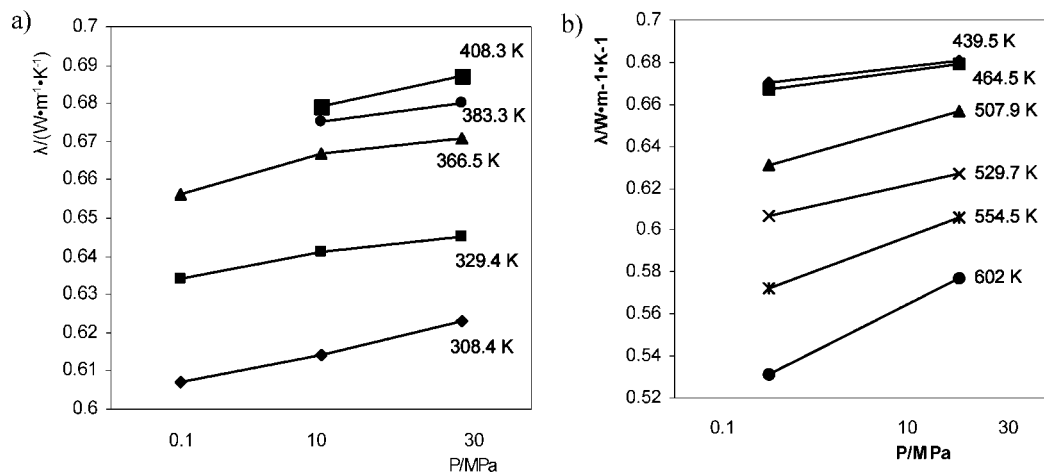 a)
λ/(W•m⁻¹•K⁻¹)
0.7
0.69
0.68
0.67
0.66
0.65
0.64
0.63
0.62
0.61
0.6
408.3 K
383.3 K
366.5 K
329.4 K
308.4 K
0.1 10 30
P/MPa
b)
λ/W•m-1•K-1
0.7
0.68
0.66
0.64
0.62
0.6
0.58
0.56
0.54
0.52
439.5 K
464.5 K
507.9 K
529.7 K
554.5 K
602 K
0.1 10 30
P/MPa